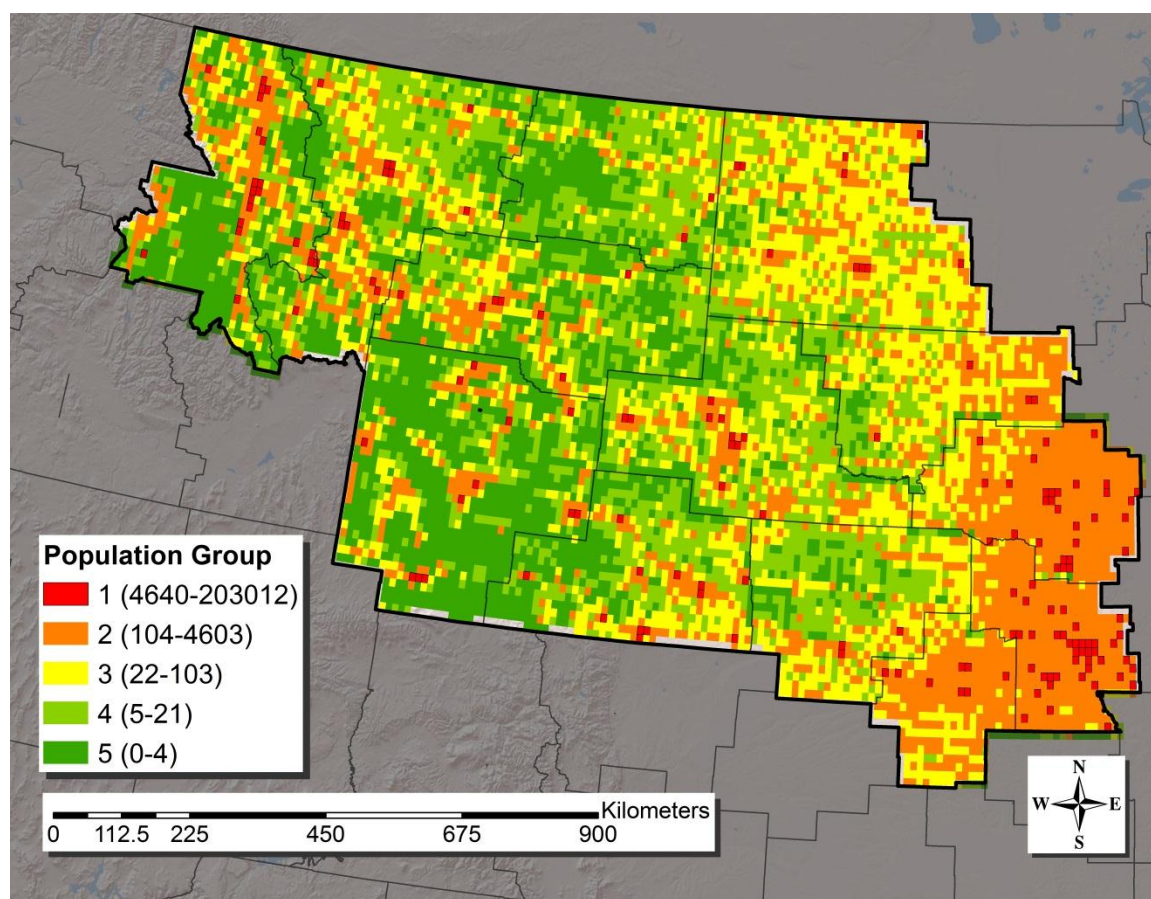 Population Group
1 (4640-203012)
2 (104-4603)
3 (22-103)
4 (5-21)
5 (0-4)
Kilometers
0 112.5 225 450 675 900
N
W E
S